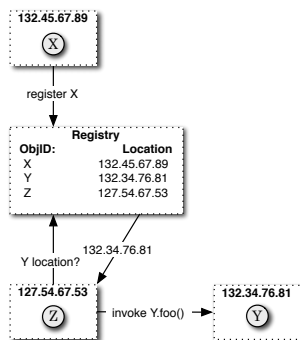 132.45.67.89
X
register X
Registry
ObjID: Location
X 132.45.67.89
Y 132.34.76.81
Z 127.54.67.53
132.34.76.81
Y location?
127.54.67.53
Z
invoke Y.foo()
132.34.76.81
Y